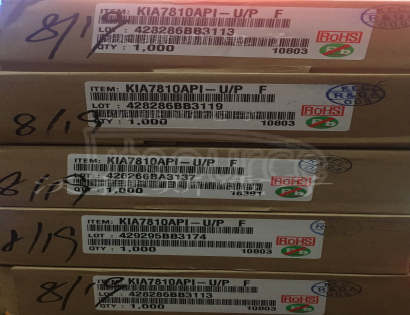 8/19
ITEM: KIA7810API-U/P F
LOT : 428286BB3113
QTY : 1,000
RoHS
10803
8/19
ITEM: KIA7810API-U/P F
LOT : 428286BB3119
QTY : 1,000
RoHS
10803
8/19
ITEM: KIA7810API-U/P F
QTY : 1,000
RoHS
8/19
ITEM: KIA7810API-U/P F
LOT : 429295BB3174
QTY : 1,000
RoHS
10803
8/19
ITEM: KIA7810API-U/P F
LOT : 428286BB3113
QTY : 1,000
RoHS